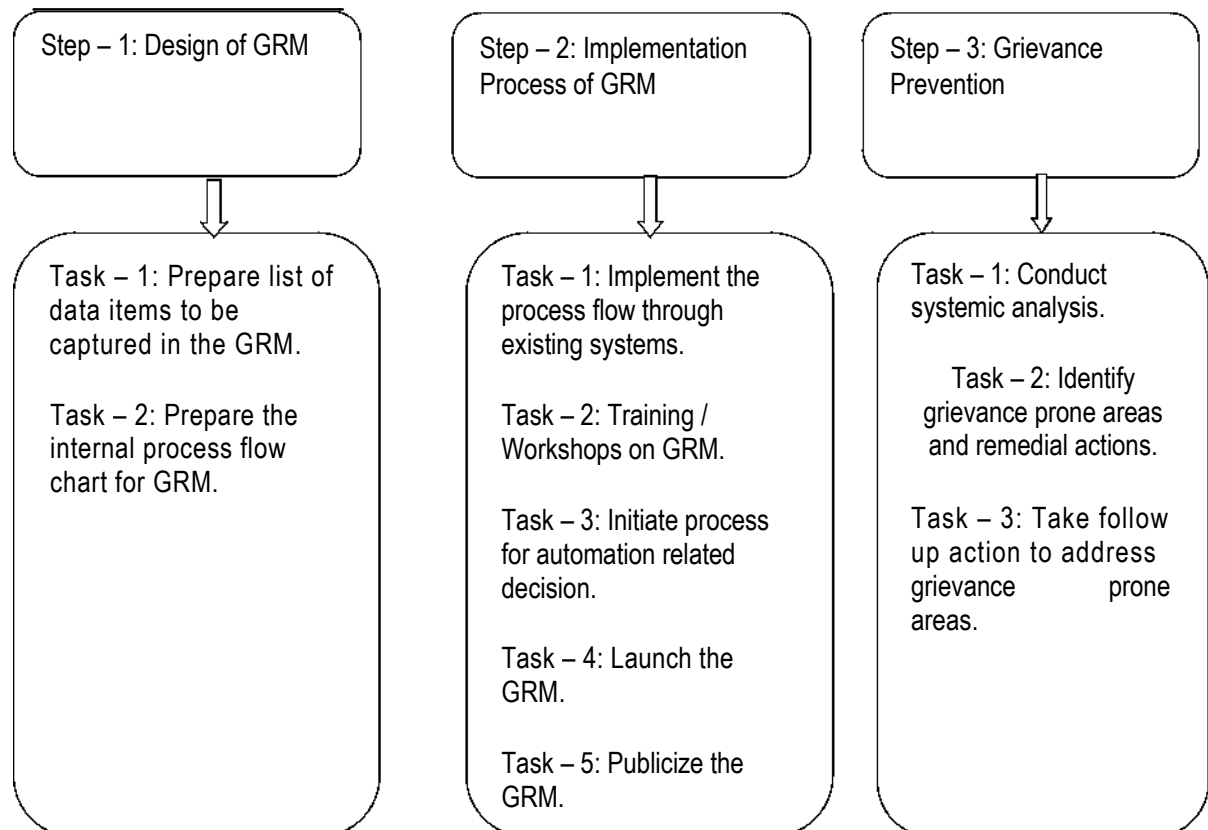 Step – 1: Design of GRM
Task – 1: Prepare list of
data items to be
captured in the GRM.
Task – 2: Prepare the
internal process flow
chart for GRM.
Step – 2: Implementation
Process of GRM
Task – 1: Implement the
process flow through
existing systems.
Task – 2: Training /
Workshops on GRM.
Task – 3: Initiate process
for automation related
decision.
Task – 4: Launch the
GRM.
Task – 5: Publicize the
GRM.
Step – 3: Grievance
Prevention
Task – 1: Conduct
systemic analysis.
Task – 2: Identify
grievance prone areas
and remedial actions.
Task – 3: Take follow
up action to address
grievance prone
areas.